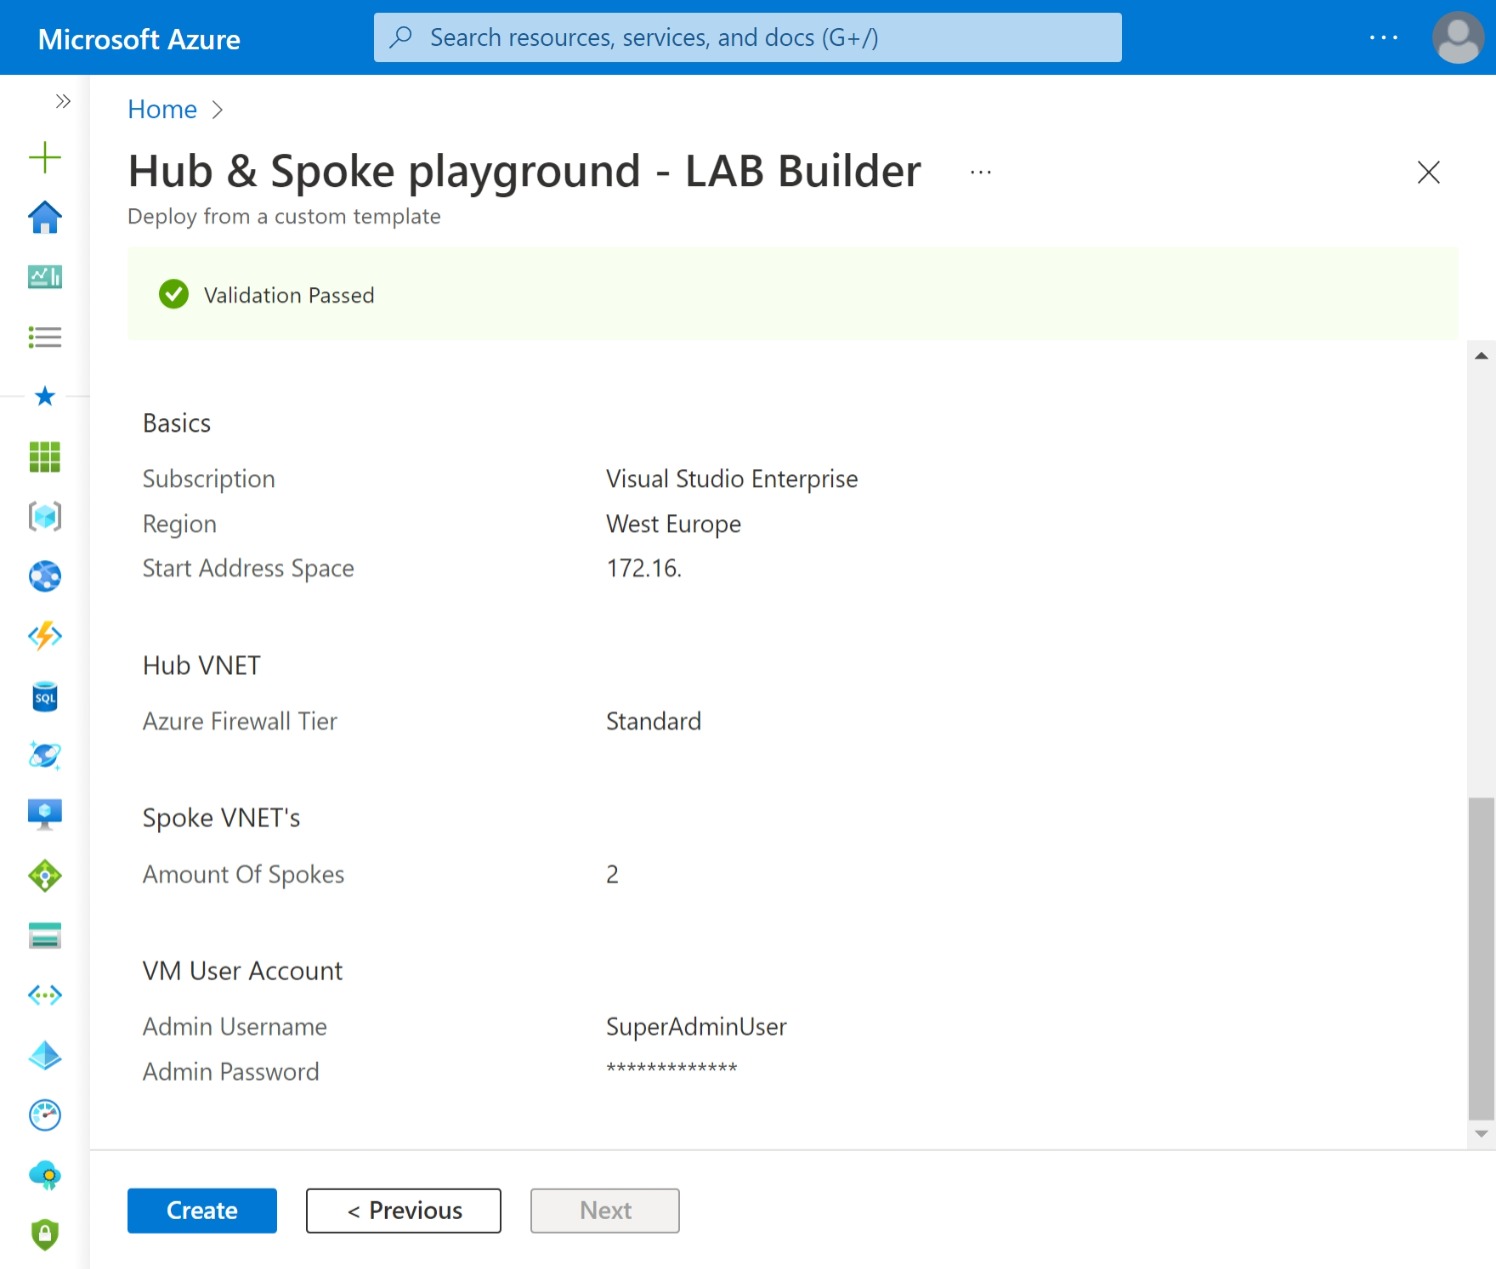 Microsoft Azure
Search resources, services, and docs (G+/)
Home
Hub & Spoke playground - LAB Builder
Deploy from a custom template
Validation Passed
Basics
Subscription Visual Studio Enterprise
Region West Europe
Start Address Space 172.16.
Hub VNET
Azure Firewall Tier Standard
Spoke VNET's
Amount Of Spokes 2
VM User Account
Admin Username SuperAdminUser
Admin Password *************
SQL
Create < Previous Next